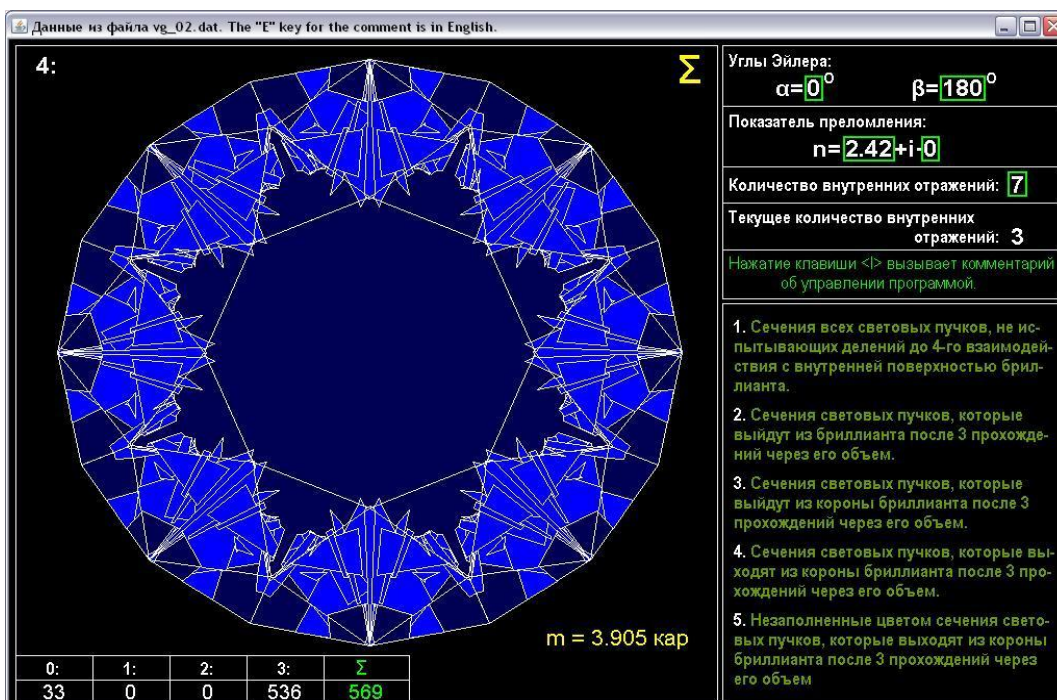 Данные из файла vg_02.dat. The "E" key for the comment is in English.
4:
Σ
m = 3.905 кар
0: 1: 2: 3: Σ
33 0 0 536 569
Углы Эйлера:
α=0° β=180°
Показатель преломления:
n=2.42+i·0
Количество внутренних отражений: 7
Текущее количество внутренних
отражений: 3
Нажатие клавиши <I> вызывает комментарий
об управлении программой.
1. Сечения всех световых пучков, не ис-
пытывающих делений до 4-го взаимодей-
ствия с внутренней поверхностью брил-
лианта.
2. Сечения световых пучков, которые
выйдут из бриллианта после 3 прохожде-
ний через его объем.
3. Сечения световых пучков, которые
выйдут из короны бриллианта после 3
прохождений через его объем.
4. Сечения световых пучков, которые вы-
ходят из короны бриллианта после 3 про-
хождений через его объем.
5. Незаполненные цветом сечения свето-
вых пучков, которые выходят из короны
бриллианта после 3 прохождений через
его объем